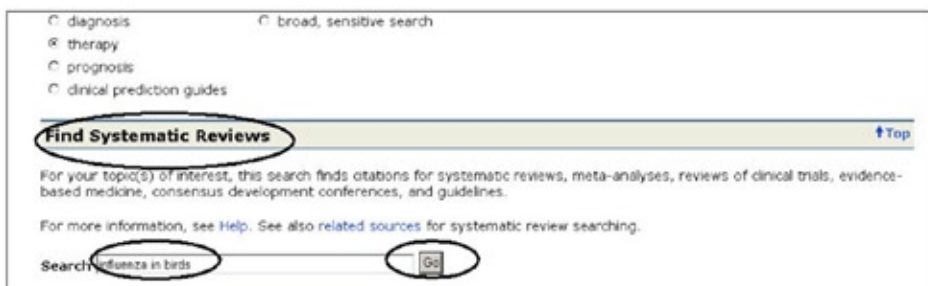 diagnosis broad, sensitive search
therapy
prognosis
clinical prediction guides
Find Systematic Reviews Top
For your topic(s) of interest, this search finds citations for systematic reviews, meta-analyses, reviews of clinical trials, evidence-
based medicine, consensus development conferences, and guidelines.
For more information, see Help. See also related sources for systematic review searching.
Search influenza in birds Go